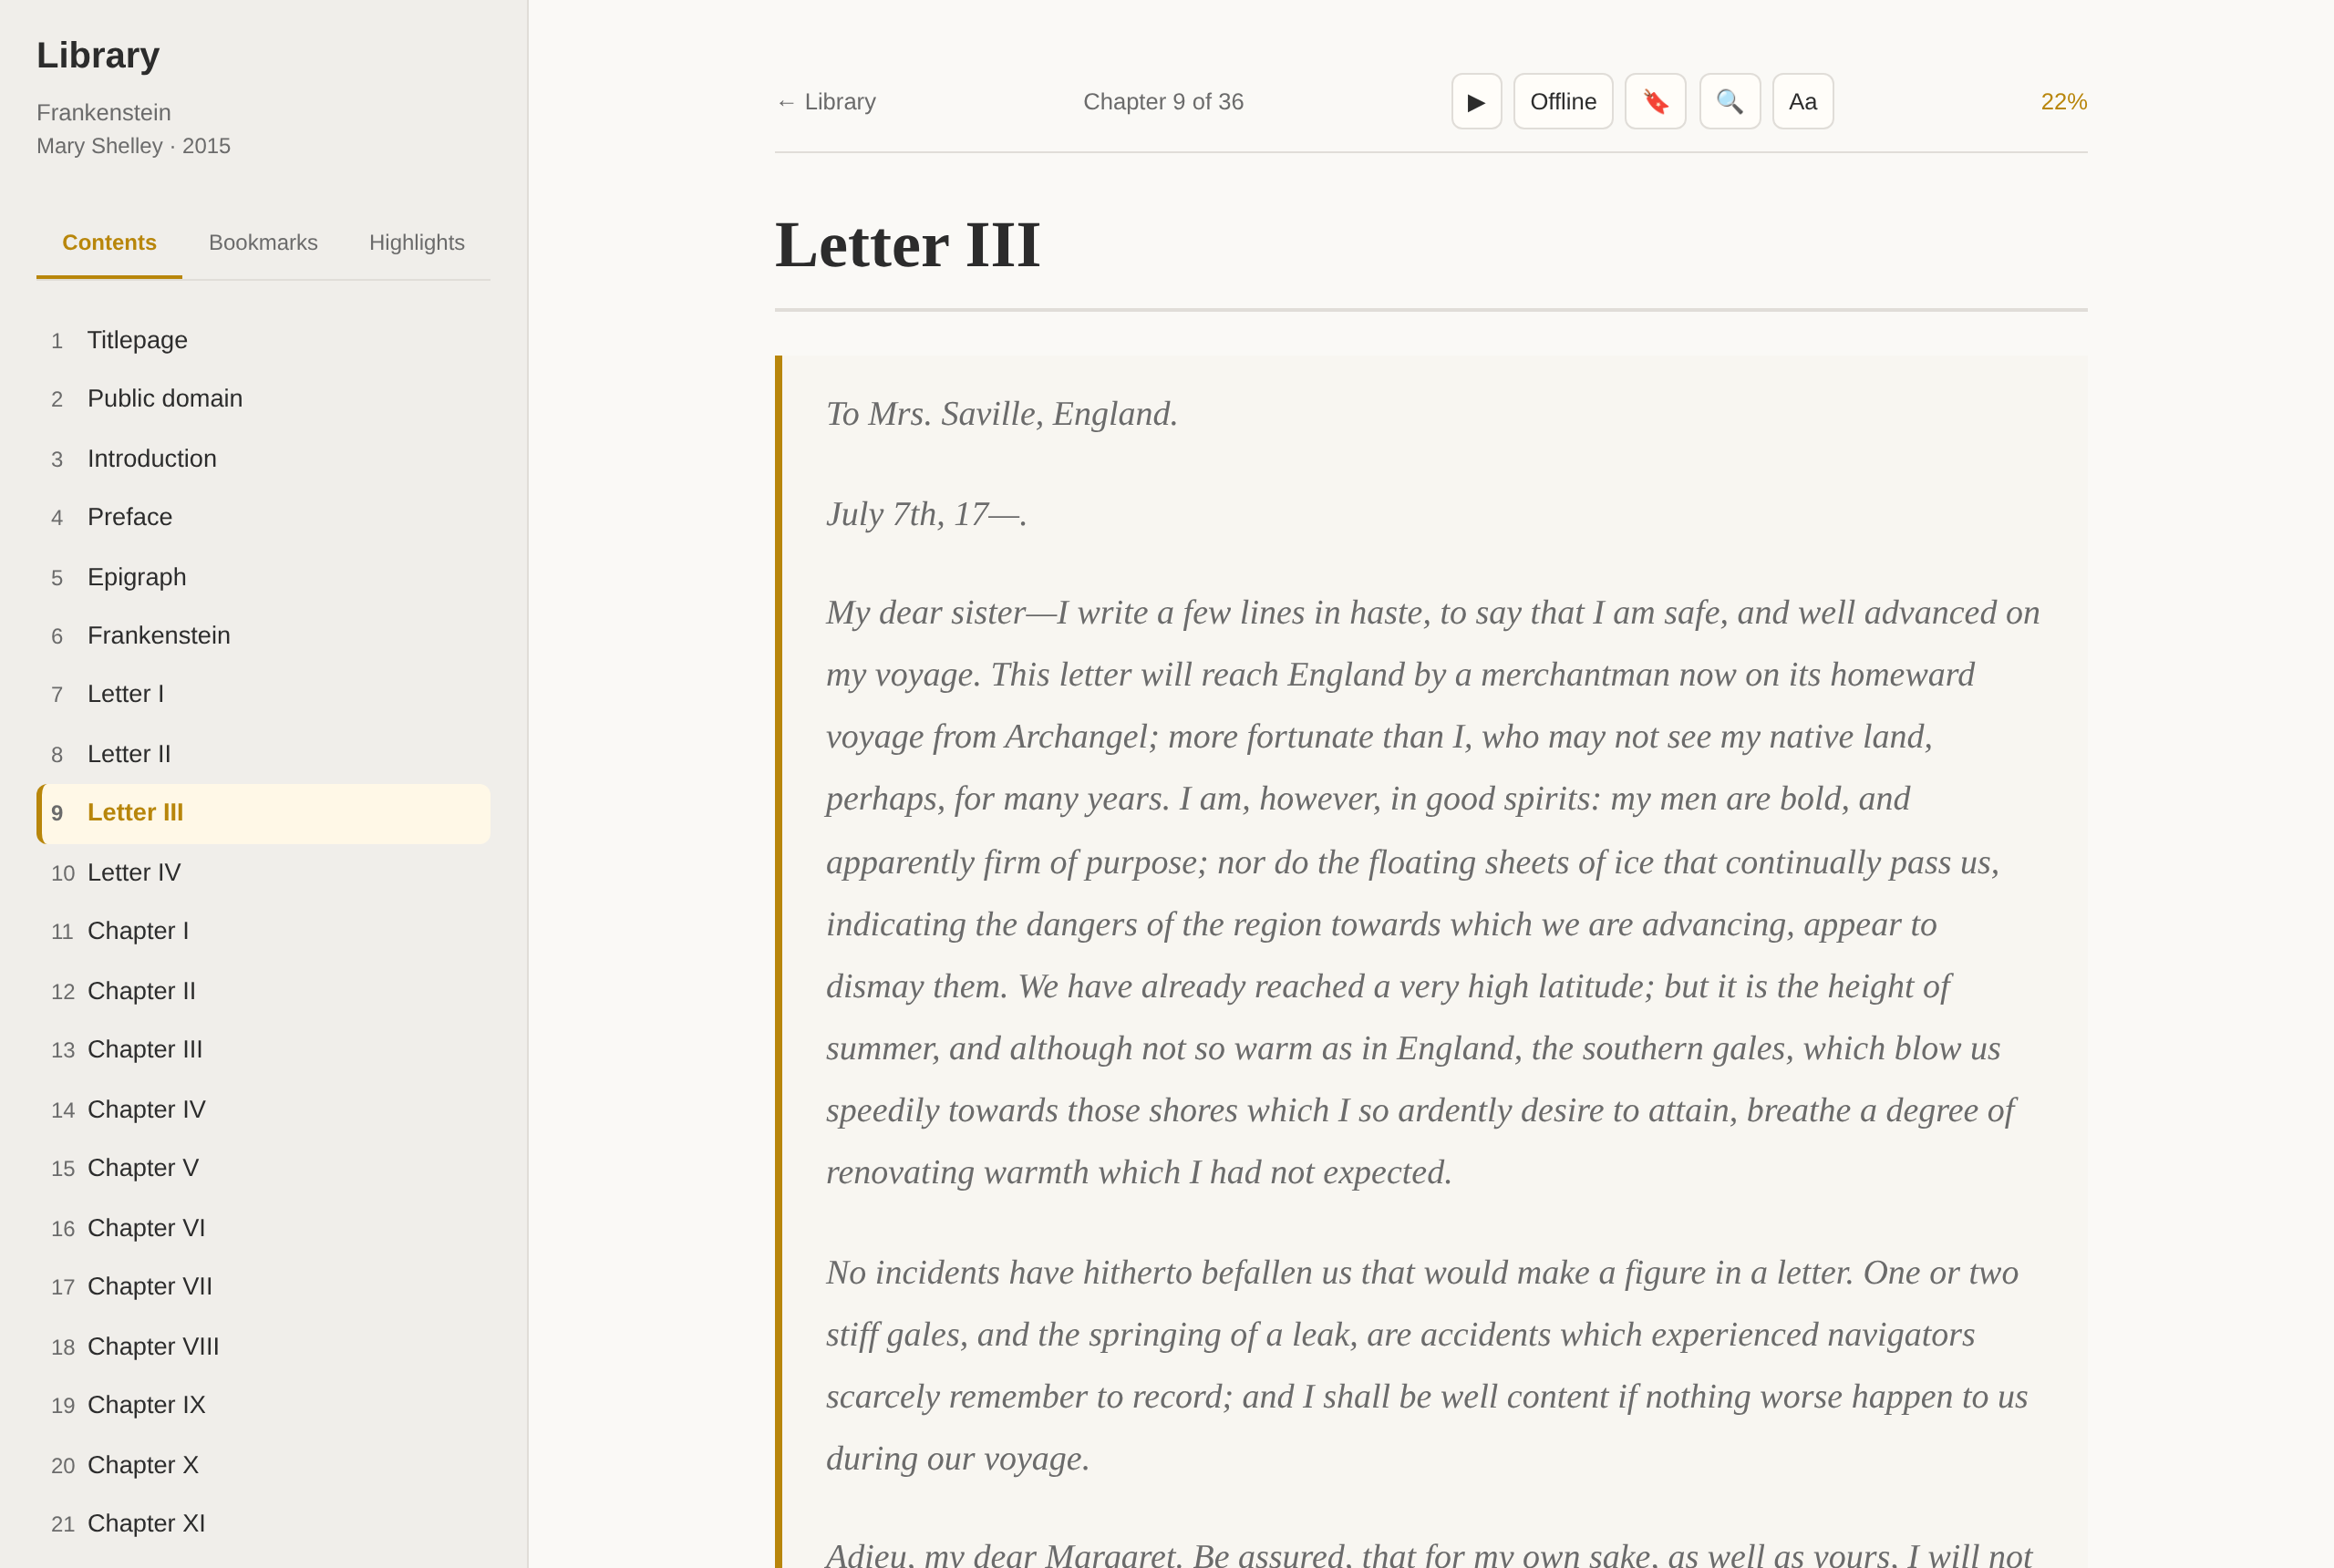 Library
Frankenstein
Mary Shelley · 2015
Contents Bookmarks Highlights
1 Titlepage
2 Public domain
3 Introduction
4 Preface
5 Epigraph
6 Frankenstein
7 Letter I
8 Letter II
9 Letter III
10 Letter IV
11 Chapter I
12 Chapter II
13 Chapter III
14 Chapter IV
15 Chapter V
16 Chapter VI
17 Chapter VII
18 Chapter VIII
19 Chapter IX
20 Chapter X
21 Chapter XI
← Library Chapter 9 of 36 ▶ Offline 🔖 🔍 Aa 22%
Letter III
To Mrs. Saville, England.
July 7th, 17—.
My dear sister—I write a few lines in haste, to say that I am safe, and well advanced on
my voyage. This letter will reach England by a merchantman now on its homeward
voyage from Archangel; more fortunate than I, who may not see my native land,
perhaps, for many years. I am, however, in good spirits: my men are bold, and
apparently firm of purpose; nor do the floating sheets of ice that continually pass us,
indicating the dangers of the region towards which we are advancing, appear to
dismay them. We have already reached a very high latitude; but it is the height of
summer, and although not so warm as in England, the southern gales, which blow us
speedily towards those shores which I so ardently desire to attain, breathe a degree of
renovating warmth which I had not expected.
No incidents have hitherto befallen us that would make a figure in a letter. One or two
stiff gales, and the springing of a leak, are accidents which experienced navigators
scarcely remember to record; and I shall be well content if nothing worse happen to us
during our voyage.
Adieu, my dear Margaret. Be assured, that for my own sake, as well as yours, I will not